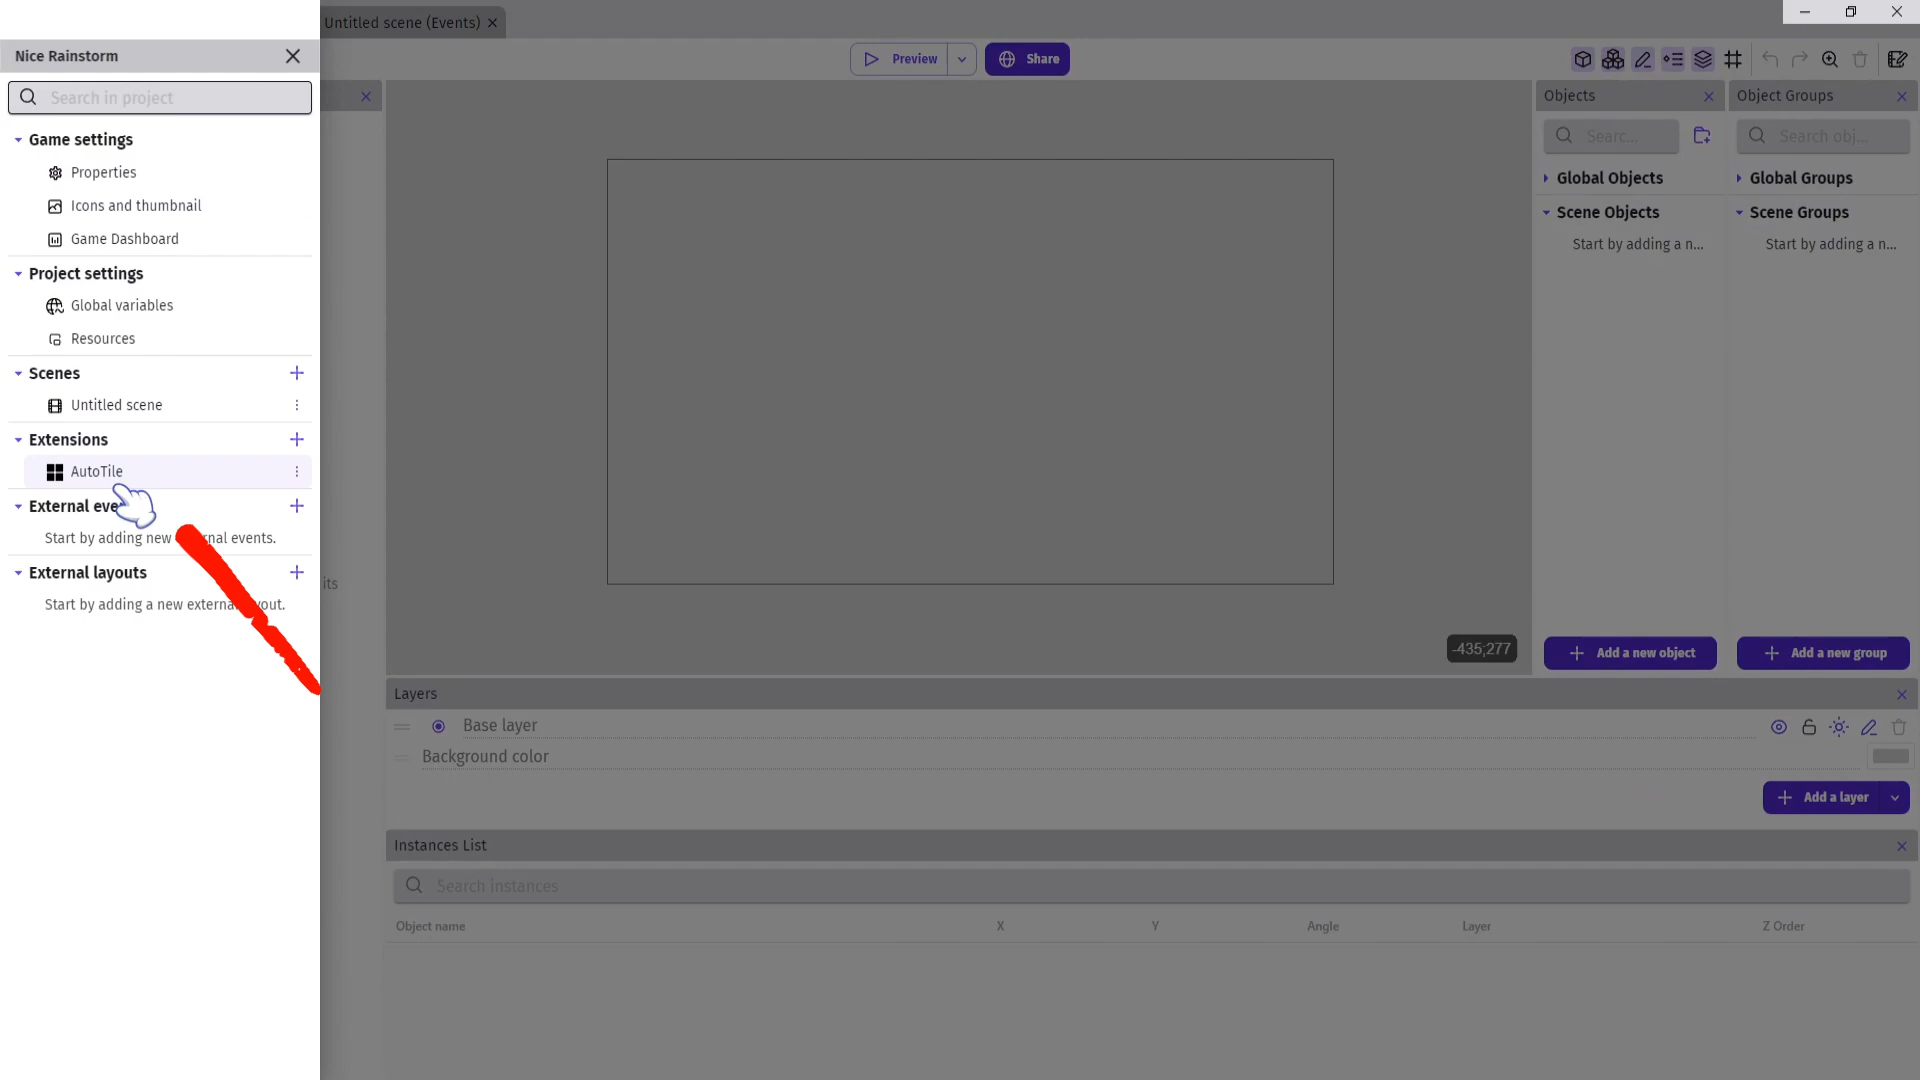 Untitled scene (Events)
Nice Rainstorm
Preview
Share
Search in project
Game settings
Properties
Icons and thumbnail
Game Dashboard
Project settings
Global variables
Resources
Scenes
Untitled scene
Extensions
AutoTile
External eve
Start by adding new rnal events.
External layouts
Start by adding a new external yout.
its
-435;277
Objects
Searc...
Global Objects
Scene Objects
Start by adding a n...
Add a new object
Object Groups
Search obj...
Global Groups
Scene Groups
Start by adding a n...
Add a new group
Layers
Base layer
Background color
Add a layer
Instances List
Search instances
Object name X Y Angle Layer Z Order